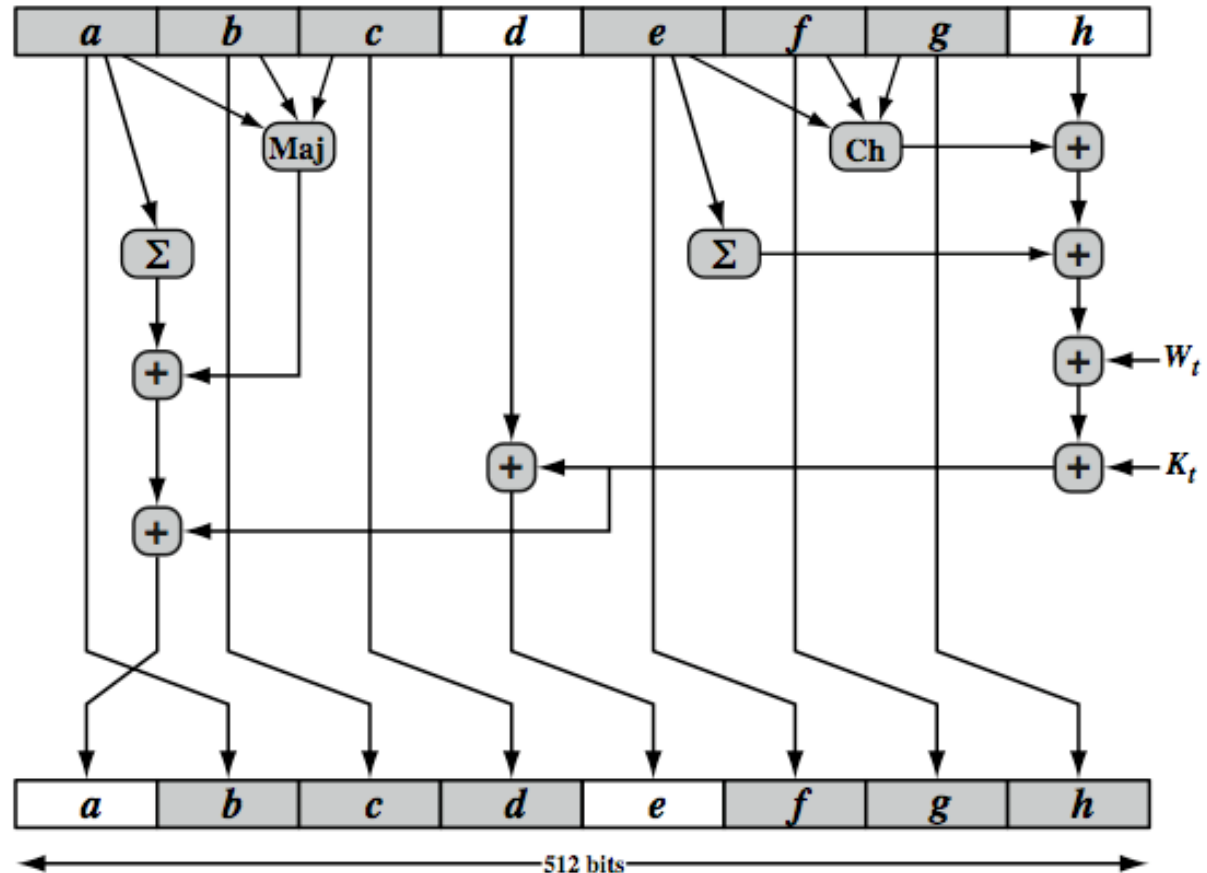 a b c d e f g h
Maj Ch +
Σ Σ +
+ + W_t
+ + K_t
+
a b c d e f g h
512 bits